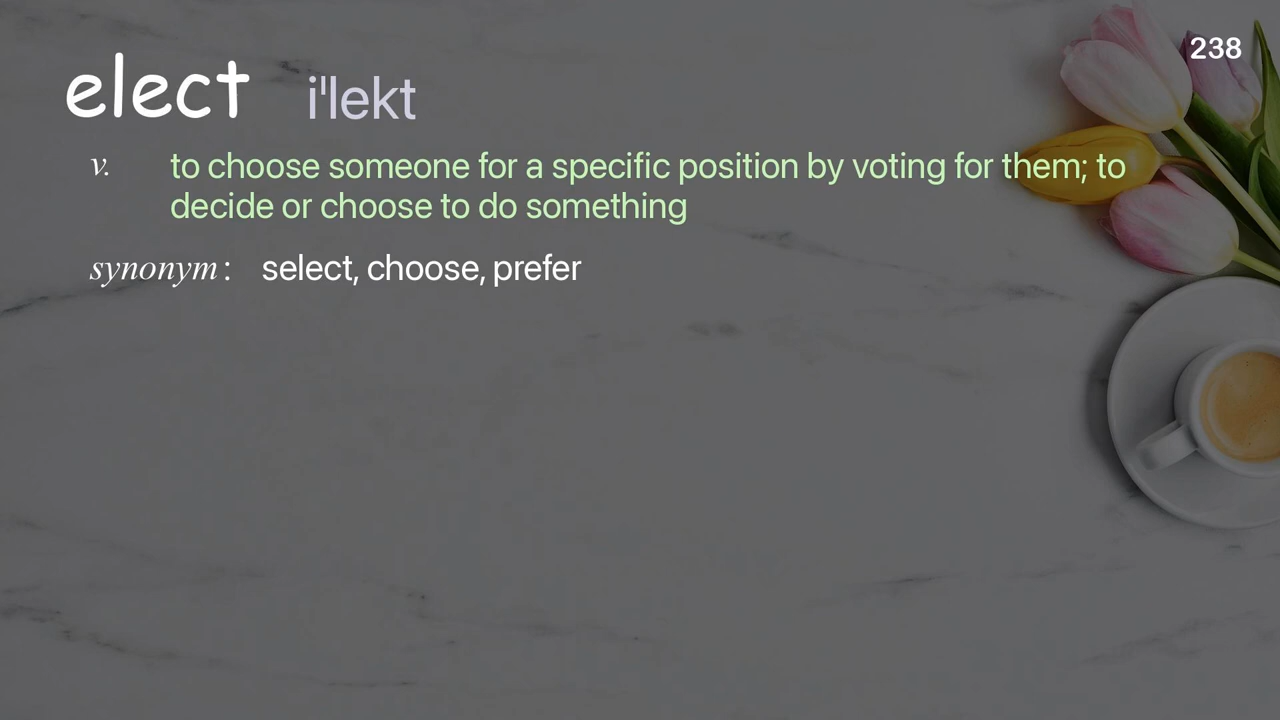 238
elect iˈlekt
v. to choose someone for a specific position by voting for them; to
decide or choose to do something
synonym : select, choose, prefer